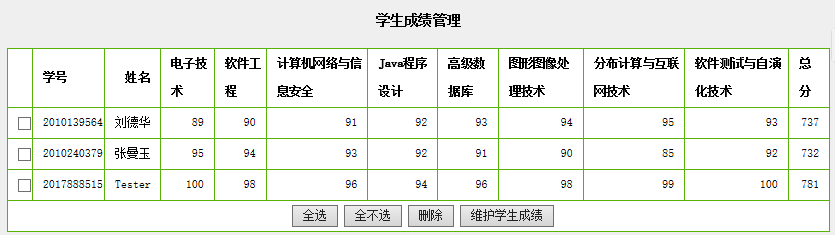 学生成绩管理
学号 姓名 电子技术 软件工程 计算机网络与信息安全 Java程序设计 高级数据库 图形图像处理技术 分布计算与互联网技术 软件测试与自演化技术 总分
2010139564 刘德华 89 90 91 92 93 94 95 93 737
2010240379 张曼玉 95 94 93 92 91 90 85 92 732
2017888515 Tester 100 98 96 94 96 98 99 100 781
全选 全不选 删除 维护学生成绩